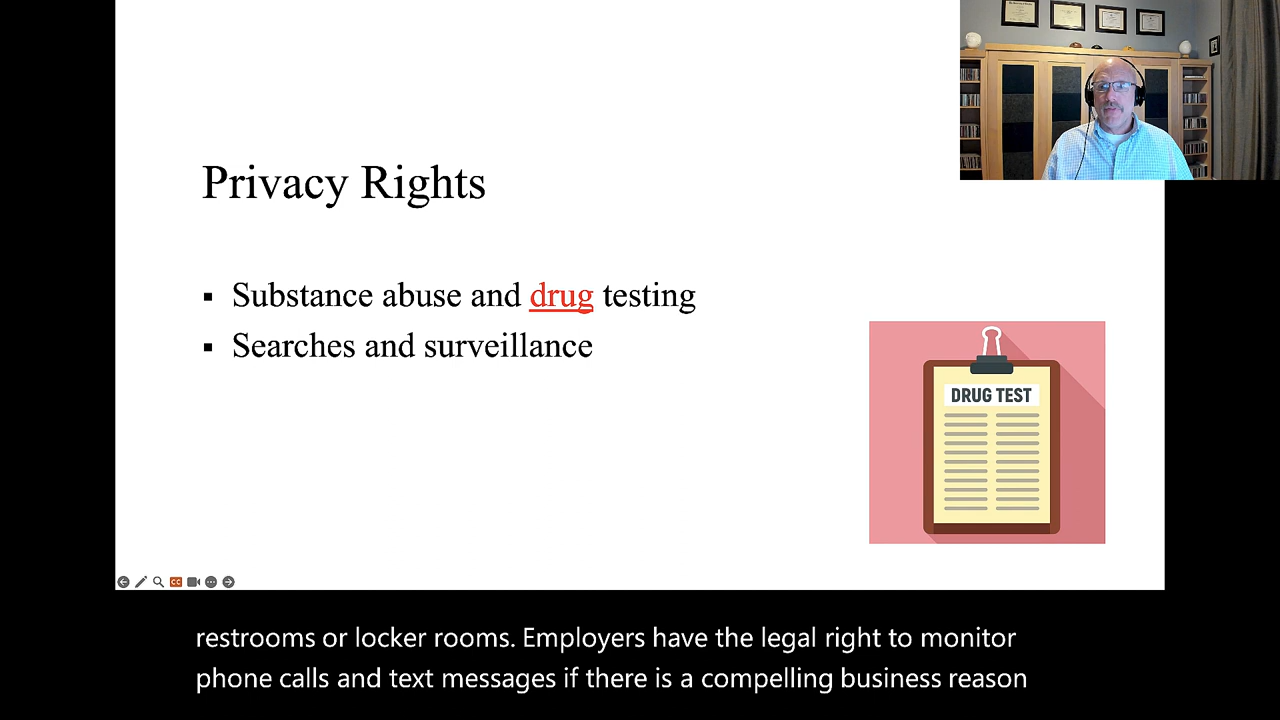 Privacy Rights
▪ Substance abuse and drug testing
▪ Searches and surveillance
DRUG TEST
CC
restrooms or locker rooms. Employers have the legal right to monitor
phone calls and text messages if there is a compelling business reason